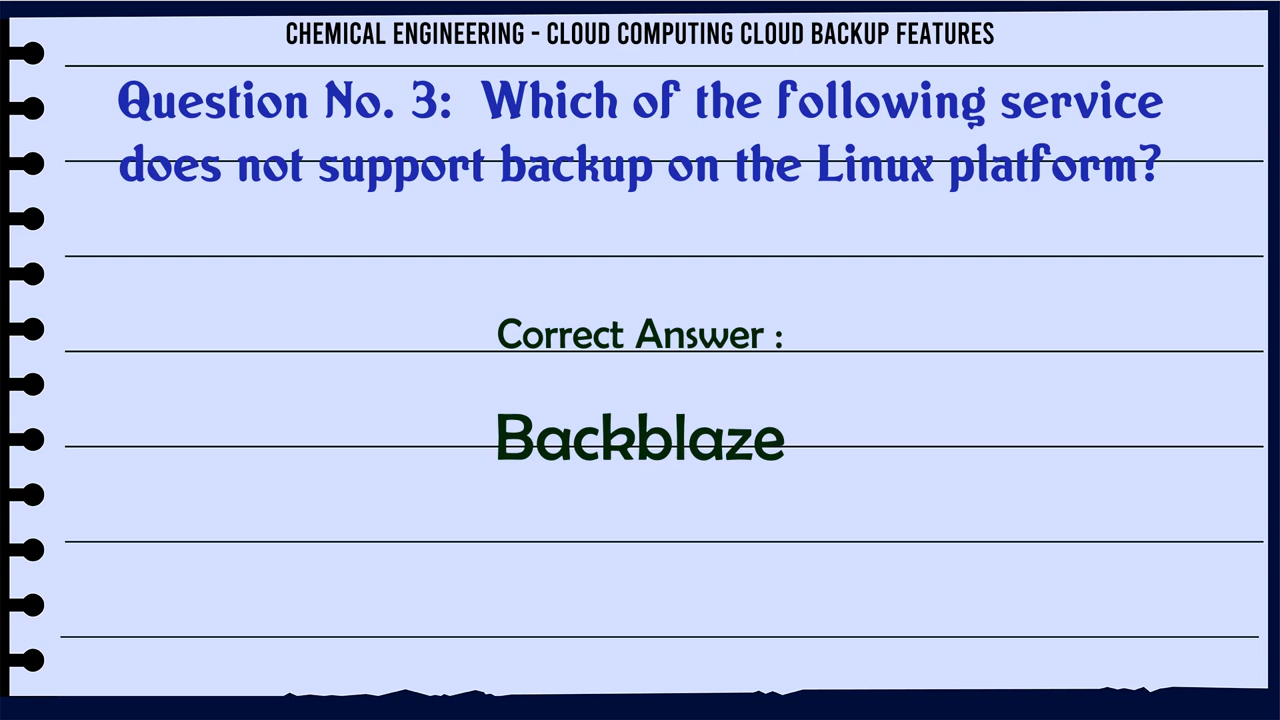 CHEMICAL ENGINEERING - CLOUD COMPUTING CLOUD BACKUP FEATURES
Question No. 3: Which of the following service
does not support backup on the Linux platform?
Correct Answer :
Backblaze